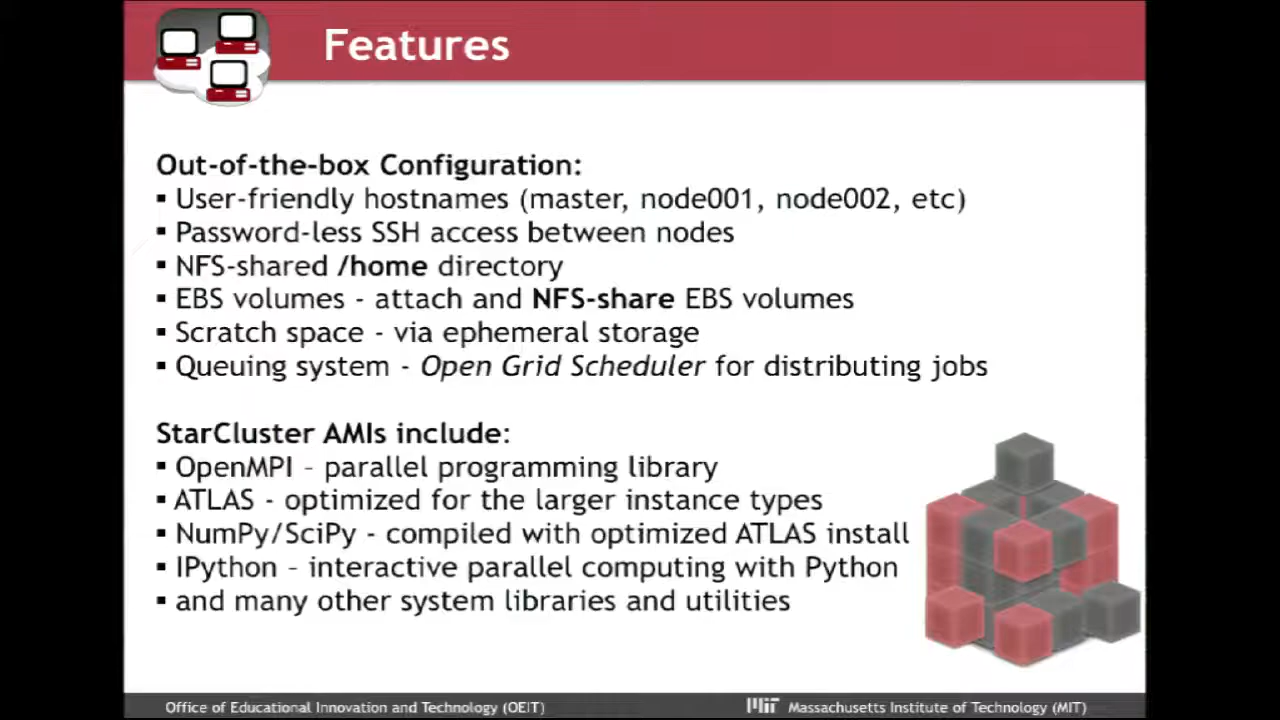 Features
Out-of-the-box Configuration:
▪ User-friendly hostnames (master, node001, node002, etc)
▪ Password-less SSH access between nodes
▪ NFS-shared /home directory
▪ EBS volumes - attach and NFS-share EBS volumes
▪ Scratch space - via ephemeral storage
▪ Queuing system - Open Grid Scheduler for distributing jobs
StarCluster AMIs include:
▪ OpenMPI – parallel programming library
▪ ATLAS - optimized for the larger instance types
▪ NumPy/SciPy - compiled with optimized ATLAS install
▪ IPython – interactive parallel computing with Python
▪ and many other system libraries and utilities
Office of Educational Innovation and Technology (OEIT)
Massachusetts Institute of Technology (MIT)